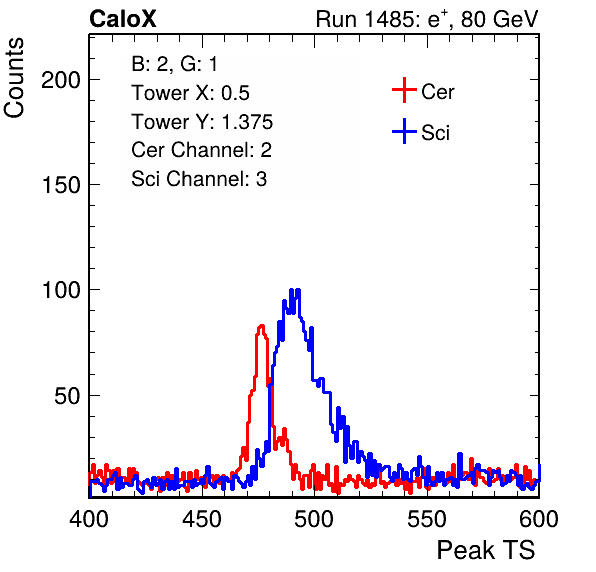 CaloX Run 1485: e⁺, 80 GeV
Counts
B: 2, G: 1
Tower X: 0.5
Tower Y: 1.375
Cer Channel: 2
Sci Channel: 3
Cer
Sci
200
150
100
50
400 450 500 550 600
Peak TS